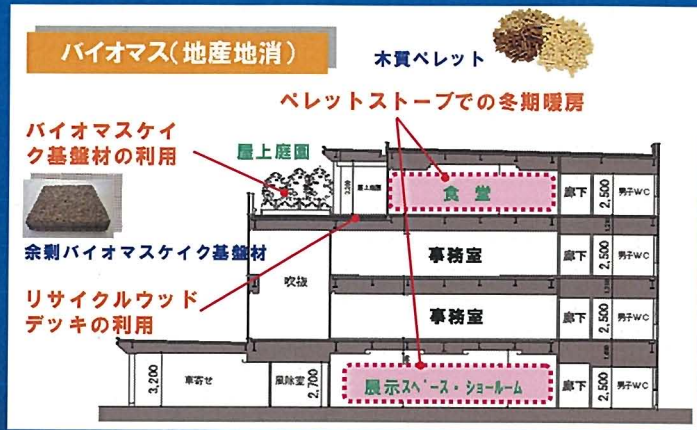 バイオマス(地産地消)
木質ペレット
ペレットストーブでの冬期暖房
バイオマスケイ
ク基盤材の利用
屋上庭園
屋上庭園
食堂
廊下
2,500
男子WC
余剰バイオマスケイク基盤材
事務室
廊下
2,500
男子WC
吹抜
リサイクルウッド
デッキの利用
事務室
廊下
2,500
男子WC
3,200
車寄せ
風除室
2,700
展示スペース・ショールーム
廊下
2,500
男子WC